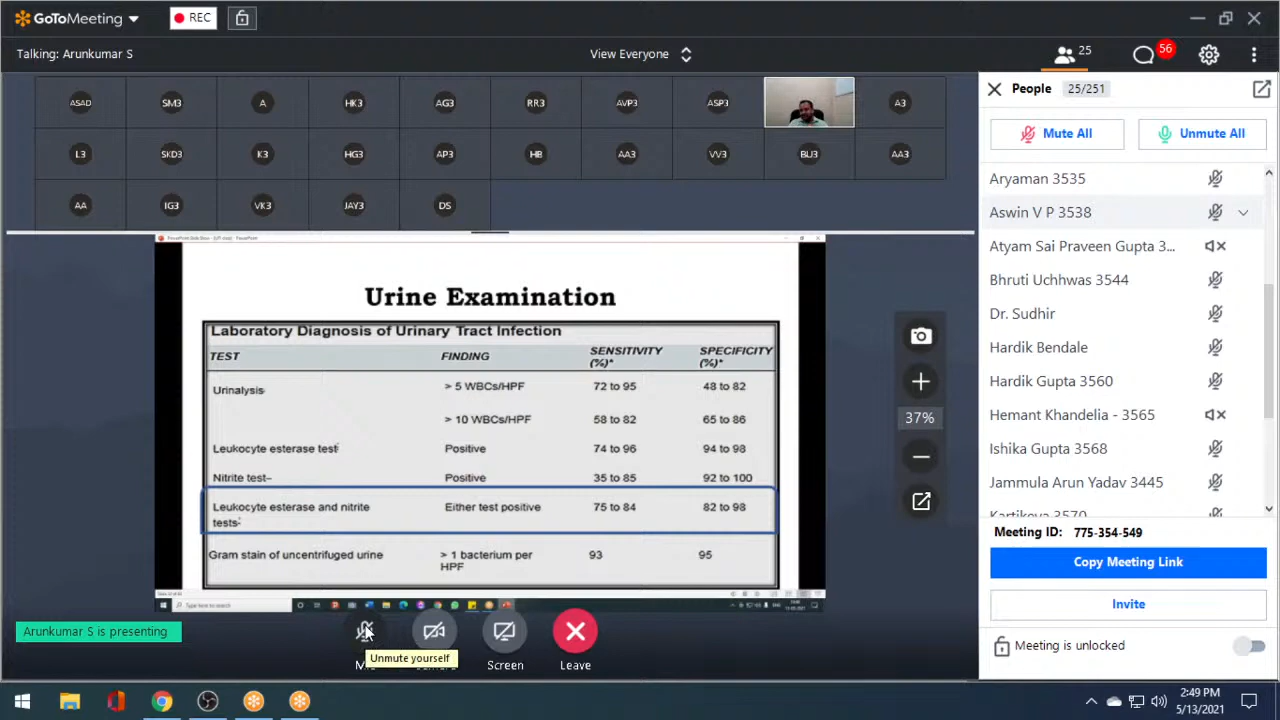 GoToMeeting
REC
Talking: Arunkumar S
View Everyone
25
56
ASAD SM3 A HK3 AG3 RR3 AVP3 ASP3 A3
L3 SKD3 K3 HG3 AP3 HB AA3 VV3 BU3 AA3
AA IG3 VK3 JAY3 DS
People 25/251
Mute All
Unmute All
Aryaman 3535
Aswin V P 3538
Atyam Sai Praveen Gupta 3...
Bhruti Uchhwas 3544
Dr. Sudhir
Hardik Bendale
Hardik Gupta 3560
Hemant Khandelia - 3565
Ishika Gupta 3568
Jammula Arun Yadav 3445
Kartikeya 3570
Meeting ID: 775-354-549
Copy Meeting Link
Invite
Meeting is unlocked
Urine Examination
Laboratory Diagnosis of Urinary Tract Infection
TEST FINDING SENSITIVITY (%)* SPECIFICITY (%)*
Urinalysis > 5 WBCs/HPF 72 to 95 48 to 82
> 10 WBCs/HPF 58 to 82 65 to 86
Leukocyte esterase test Positive 74 to 96 94 to 98
Nitrite test– Positive 35 to 85 92 to 100
Leukocyte esterase and nitrite Either test positive 75 to 84 82 to 98
tests
Gram stain of uncentrifuged urine > 1 bacterium per 93 95
HPF
Type here to search
37%
Arunkumar S is presenting
Unmute yourself
Screen
Leave
2:49 PM
5/13/2021